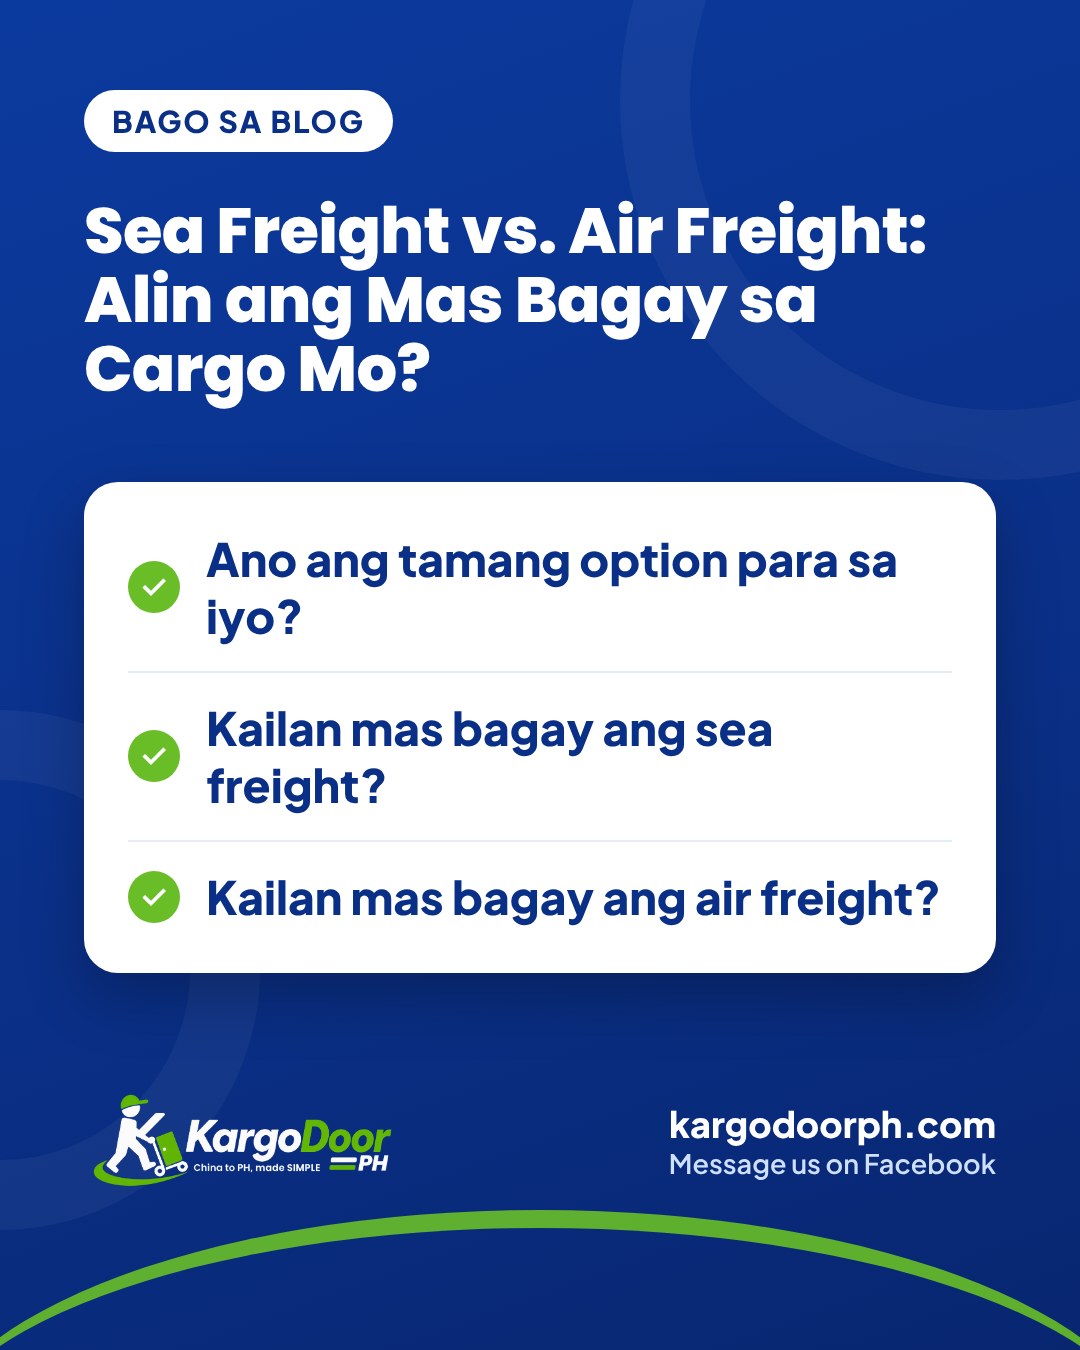 BAGO SA BLOG
Sea Freight vs. Air Freight:
Alin ang Mas Bagay sa
Cargo Mo?
Ano ang tamang option para sa
iyo?
Kailan mas bagay ang sea
freight?
Kailan mas bagay ang air freight?
KargoDoor
China to PH, made SIMPLE
PH
kargodoorph.com
Message us on Facebook